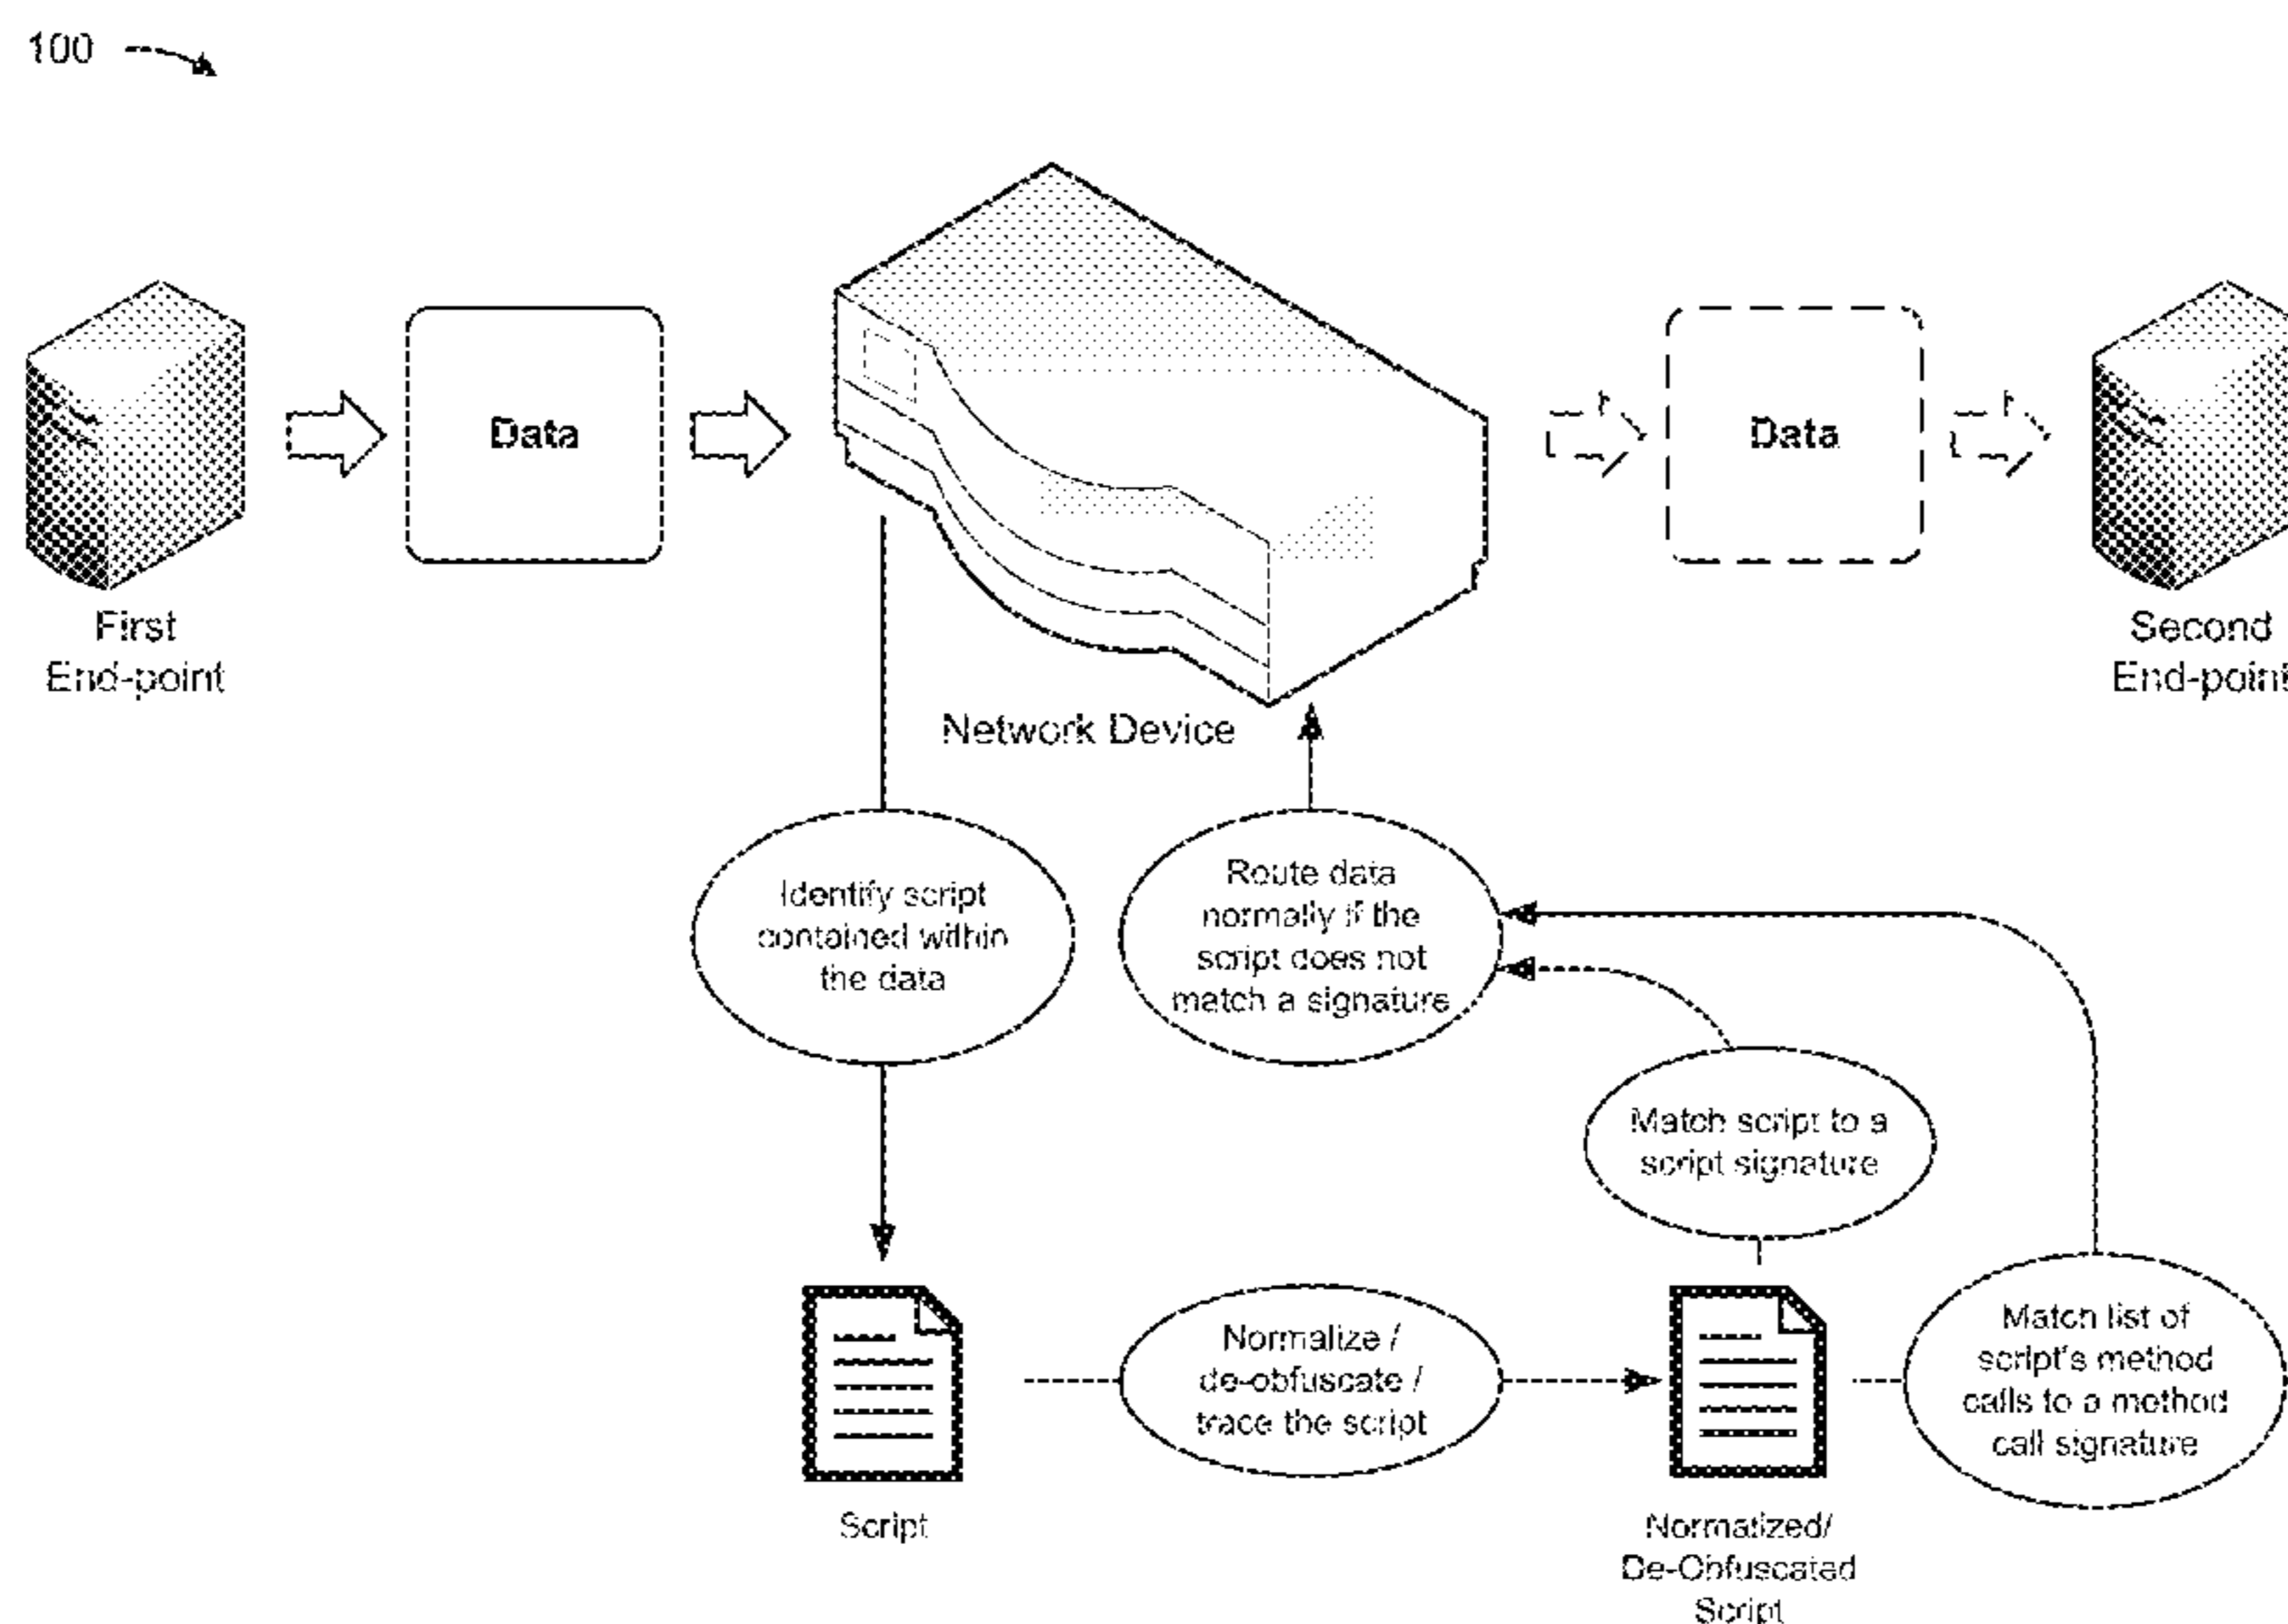 100
Data
Data
First
End-point
Second
End-point
Network Device
Identify script
contained within
the data
Route data
normally if the
script does not
match a signature
Match script to a
script signature
Normalize /
de-obfuscate /
trace the script
Match list of
script's method
calls to a method
call signature
Script
Normalized/
De-Obfuscated
Script